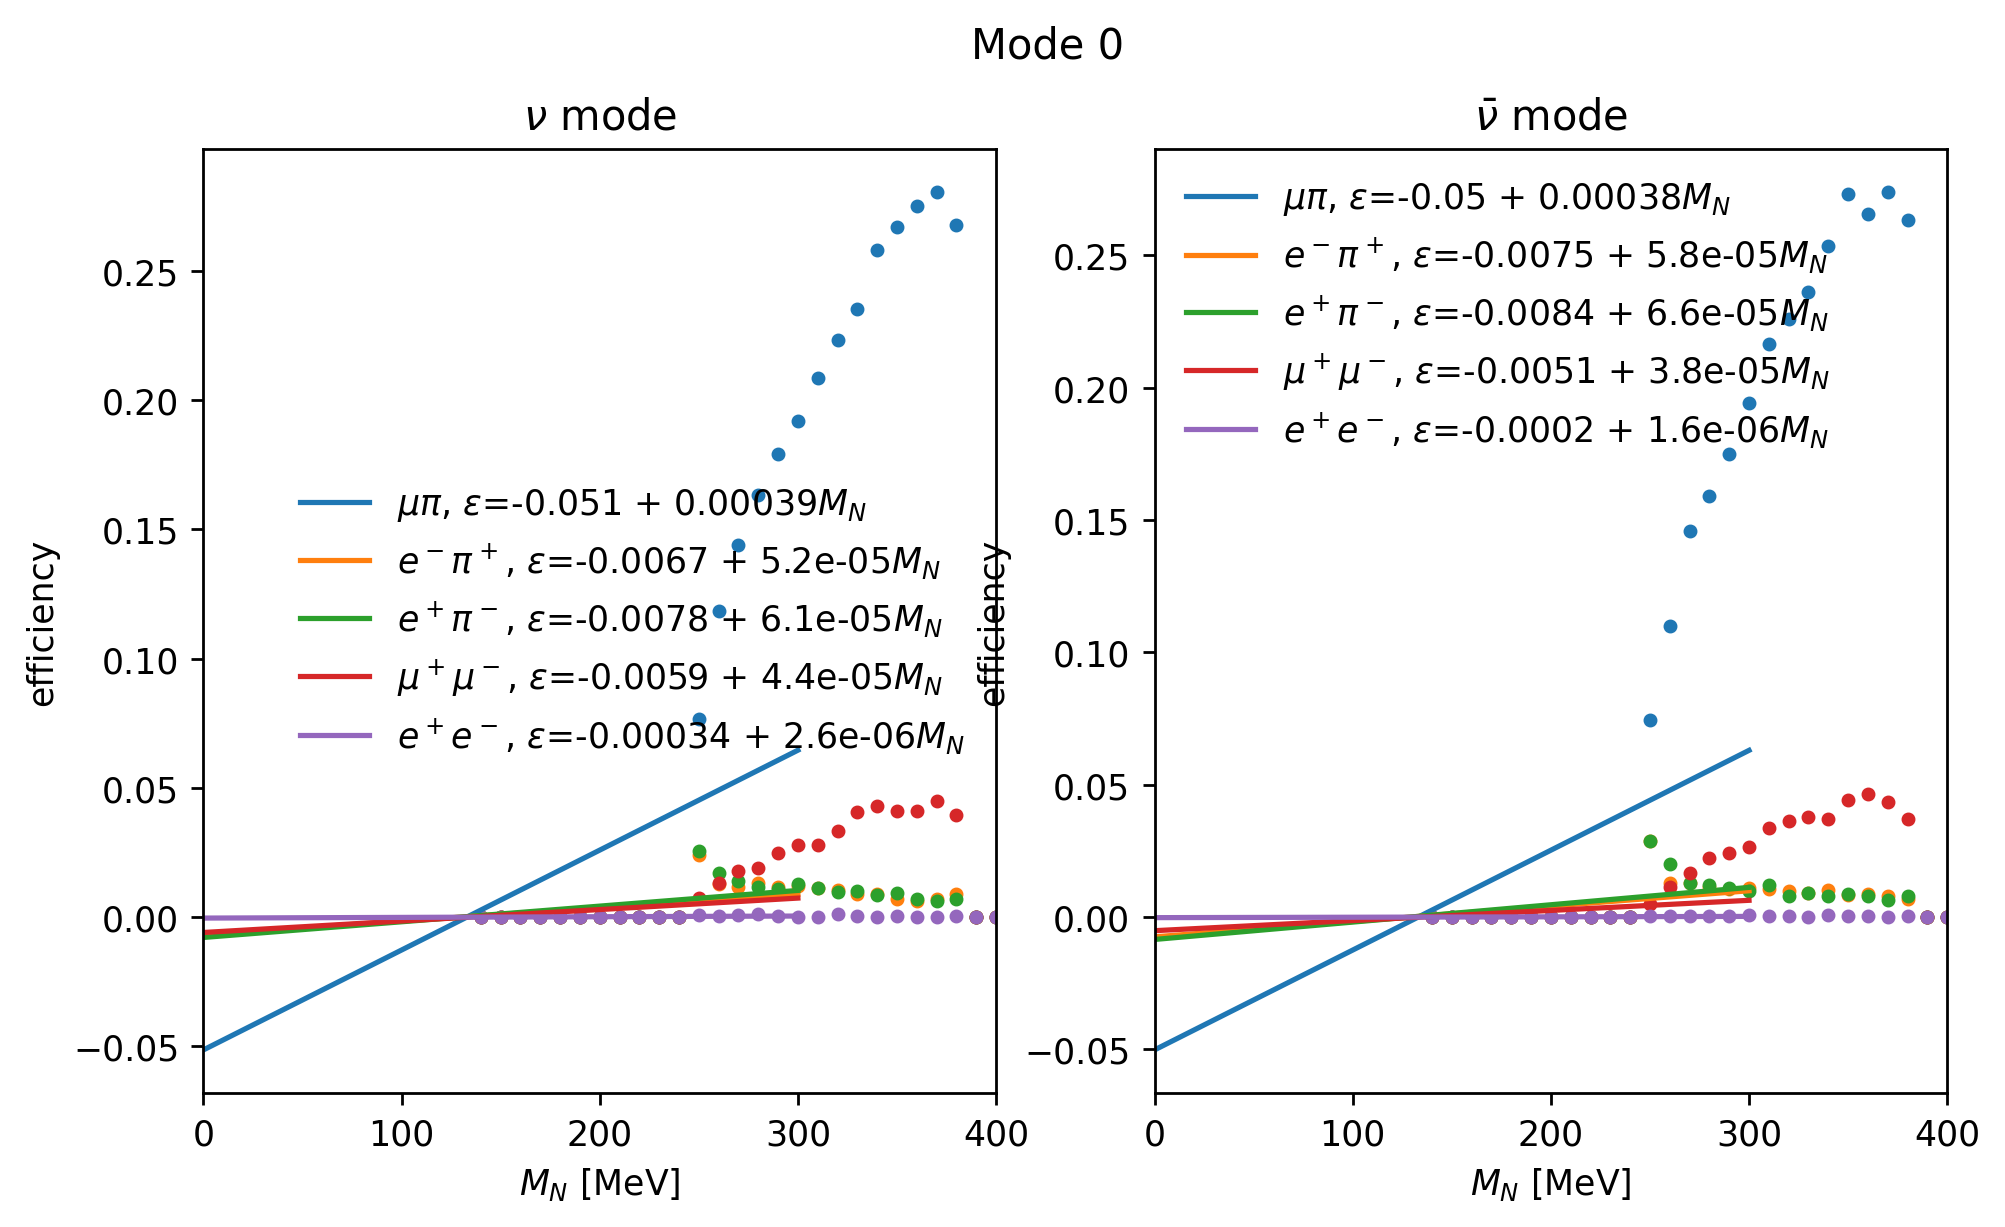 Mode 0
ν mode
efficiency
0.25
0.20
0.15
0.10
0.05
0.00
−0.05
μπ, ε=-0.051 + 0.00039M_N
e⁻π⁺, ε=-0.0067 + 5.2e-05M_N
e⁺π⁻, ε=-0.0078 + 6.1e-05M_N
μ⁺μ⁻, ε=-0.0059 + 4.4e-05M_N
e⁺e⁻, ε=-0.00034 + 2.6e-06M_N
0 100 200 300 400
M_N [MeV]
ν̄ mode
efficiency
0.25
0.20
0.15
0.10
0.05
0.00
−0.05
μπ, ε=-0.05 + 0.00038M_N
e⁻π⁺, ε=-0.0075 + 5.8e-05M_N
e⁺π⁻, ε=-0.0084 + 6.6e-05M_N
μ⁺μ⁻, ε=-0.0051 + 3.8e-05M_N
e⁺e⁻, ε=-0.0002 + 1.6e-06M_N
0 100 200 300 400
M_N [MeV]